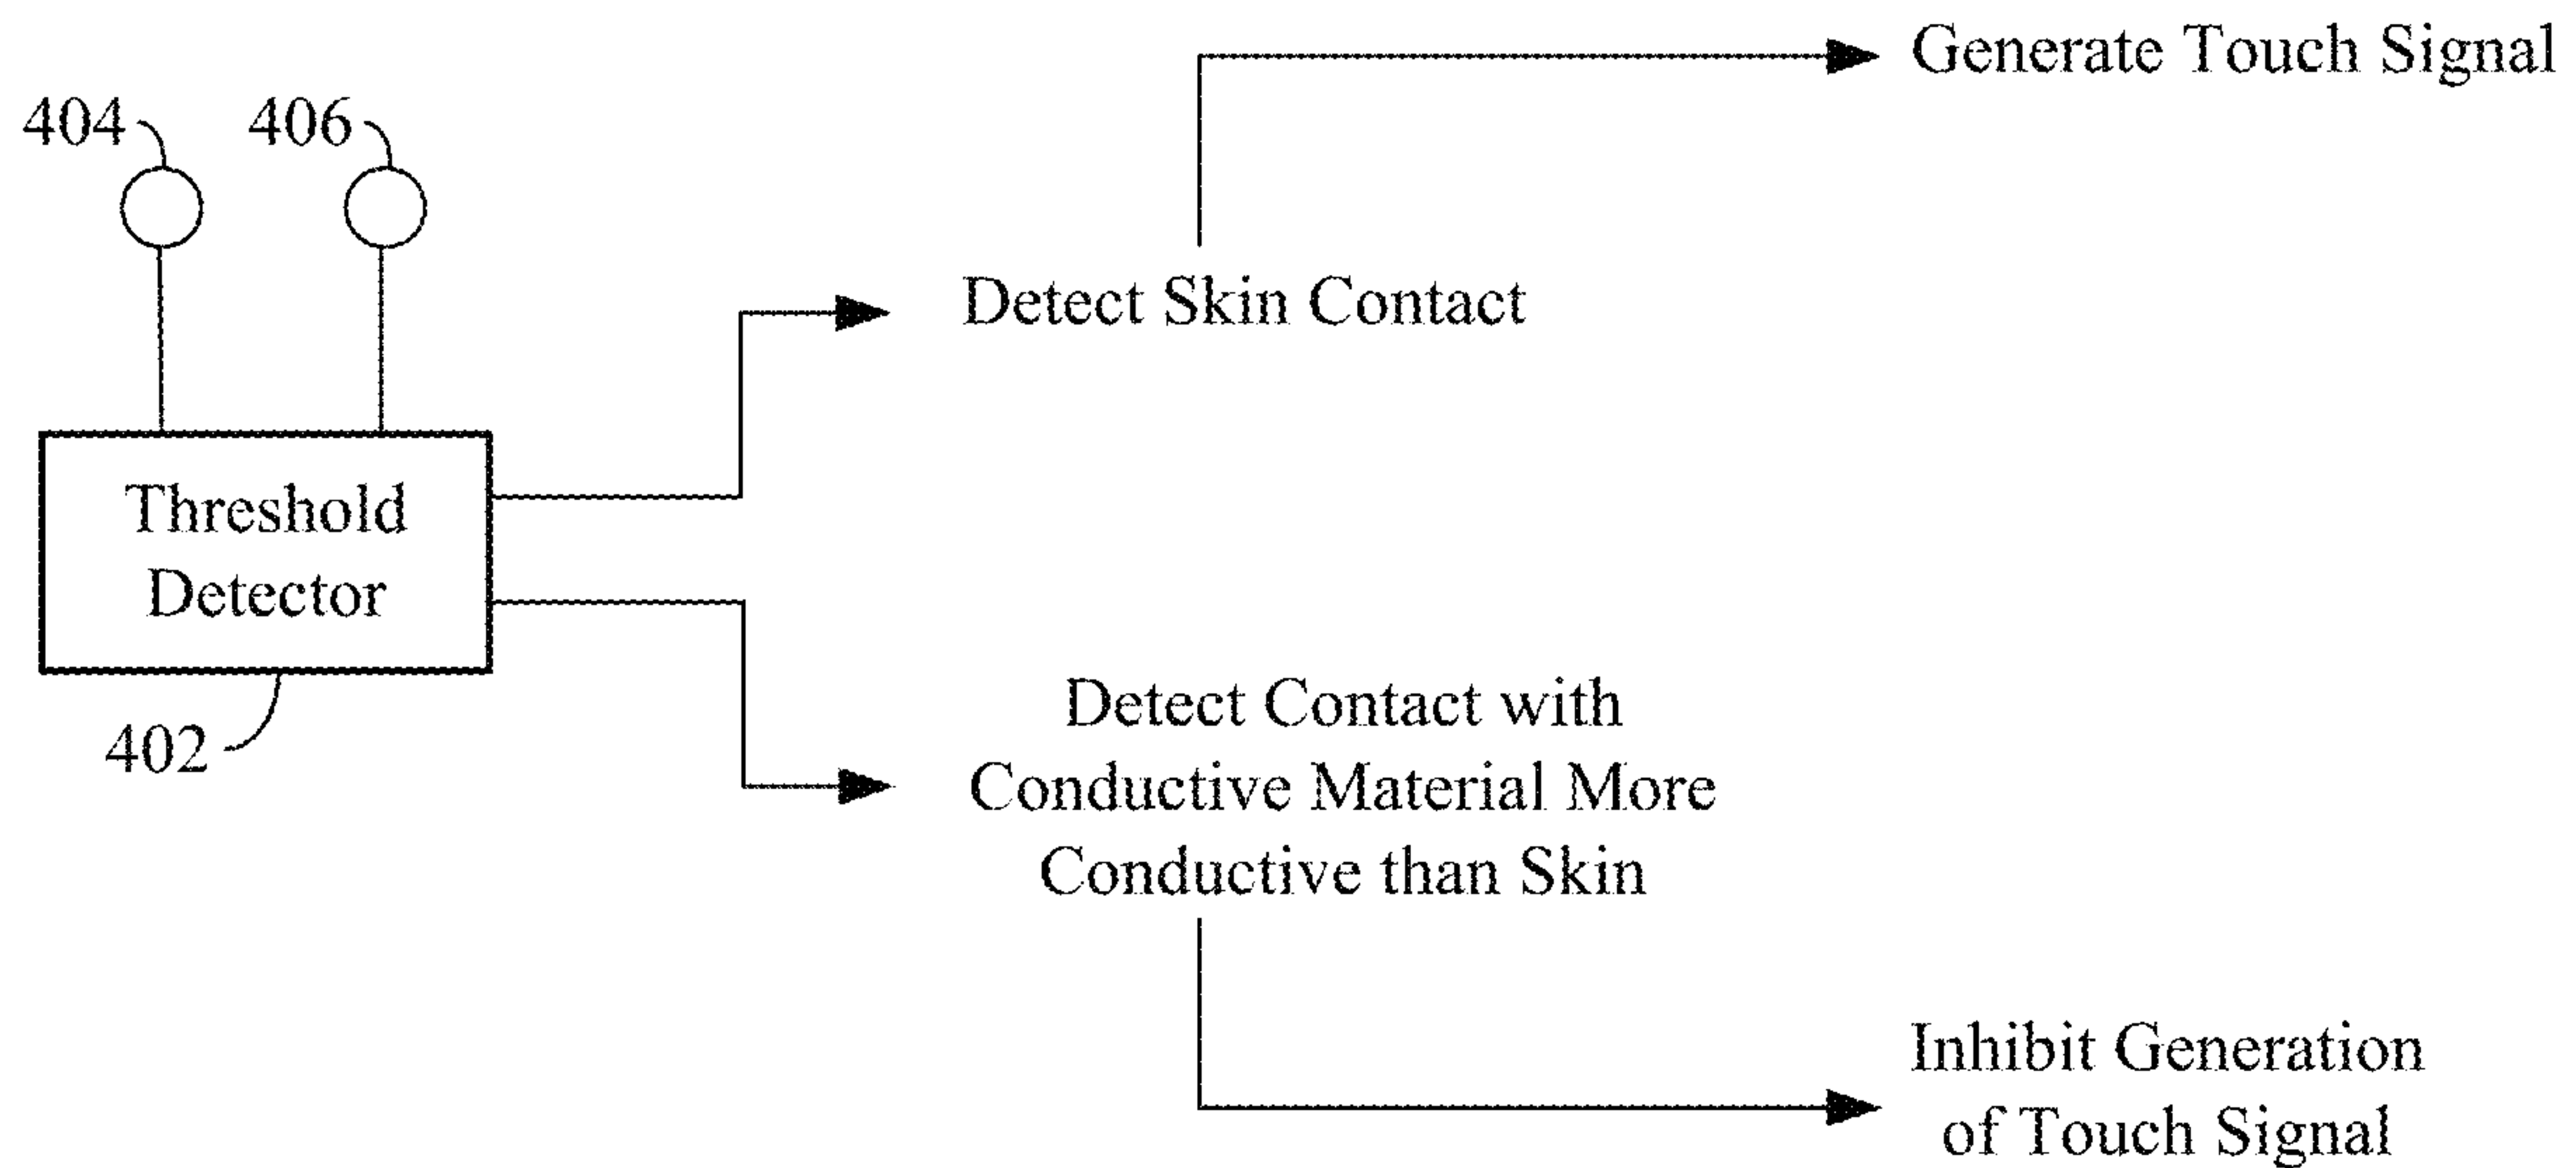 Generate Touch Signal
404
406
Detect Skin Contact
Threshold
Detector
402
Detect Contact with
Conductive Material More
Conductive than Skin
Inhibit Generation
of Touch Signal